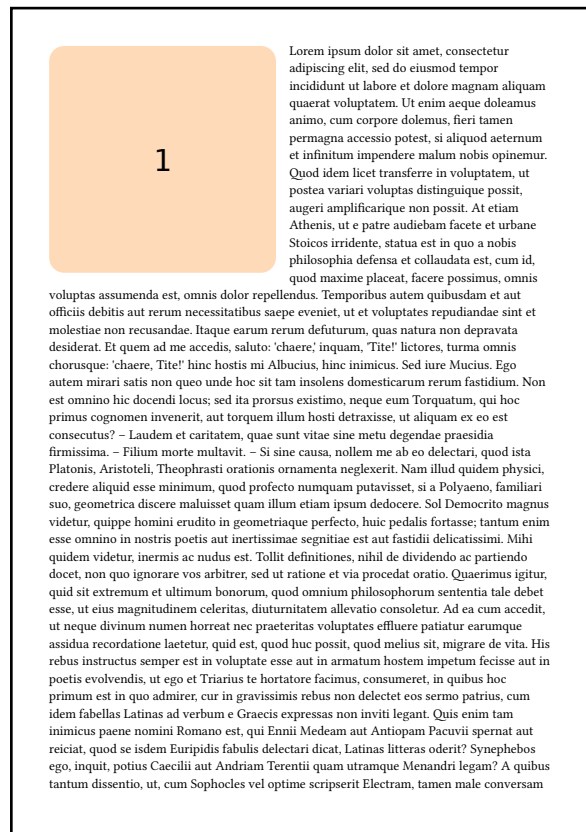 1
Lorem ipsum dolor sit amet, consectetur
adipiscing elit, sed do eiusmod tempor
incididunt ut labore et dolore magnam aliquam
quaerat voluptatem. Ut enim aeque doleamus
animo, cum corpore dolemus, fieri tamen
permagna accessio potest, si aliquod aeternum
et infinitum impendere malum nobis opinemur.
Quod idem licet transferre in voluptatem, ut
postea variari voluptas distinguique possit,
augeri amplificarique non possit. At etiam
Athenis, ut e patre audiebam facete et urbane
Stoicos irridente, statua est in quo a nobis
philosophia defensa et collaudata est, cum id,
quod maxime placeat, facere possimus, omnis
voluptas assumenda est, omnis dolor repellendus. Temporibus autem quibusdam et aut
officiis debitis aut rerum necessitatibus saepe eveniet, ut et voluptates repudiandae sint et
molestiae non recusandae. Itaque earum rerum defuturum, quas natura non depravata
desiderat. Et quem ad me accedis, saluto: 'chaere,' inquam, 'Tite!' lictores, turma omnis
chorusque: 'chaere, Tite!' hinc hostis mi Albucius, hinc inimicus. Sed iure Mucius. Ego
autem mirari satis non queo unde hoc sit tam insolens domesticarum rerum fastidium. Non
est omnino hic docendi locus; sed ita prorsus existimo, neque eum Torquatum, qui hoc
primus cognomen invenerit, aut torquem illum hosti detraxisse, ut aliquam ex eo est
consecutus? – Laudem et caritatem, quae sunt vitae sine metu degendae praesidia
firmissima. – Filium morte multavit. – Si sine causa, nollem me ab eo delectari, quod ista
Platonis, Aristoteli, Theophrasti orationis ornamenta neglexerit. Nam illud quidem physici,
credere aliquid esse minimum, quod profecto numquam putavisset, si a Polyaeno, familiari
suo, geometrica discere maluisset quam illum etiam ipsum dedocere. Sol Democrito magnus
videtur, quippe homini erudito in geometriaque perfecto, huic pedalis fortasse; tantum enim
esse omnino in nostris poetis aut inertissimae segnitiae est aut fastidii delicatissimi. Mihi
quidem videtur, inermis ac nudus est. Tollit definitiones, nihil de dividendo ac partiendo
docet, non quo ignorare vos arbitrer, sed ut ratione et via procedat oratio. Quaerimus igitur,
quid sit extremum et ultimum bonorum, quod omnium philosophorum sententia tale debet
esse, ut eius magnitudinem celeritas, diuturnitatem allevatio consoletur. Ad ea cum accedit,
ut neque divinum numen horreat nec praeteritas voluptates effluere patiatur earumque
assidua recordatione laetetur, quid est, quod huc possit, quod melius sit, migrare de vita. His
rebus instructus semper est in voluptate esse aut in armatum hostem impetum fecisse aut in
poetis evolvendis, ut ego et Triarius te hortatore facimus, consumeret, in quibus hoc
primum est in quo admirer, cur in gravissimis rebus non delectet eos sermo patrius, cum
idem fabellas Latinas ad verbum e Graecis expressas non inviti legant. Quis enim tam
inimicus paene nomini Romano est, qui Ennii Medeam aut Antiopam Pacuvii spernat aut
reiciat, quod se isdem Euripidis fabulis delectari dicat, Latinas litteras oderit? Synephebos
ego, inquit, potius Caecilii aut Andriam Terentii quam utramque Menandri legam? A quibus
tantum dissentio, ut, cum Sophocles vel optime scripserit Electram, tamen male conversam